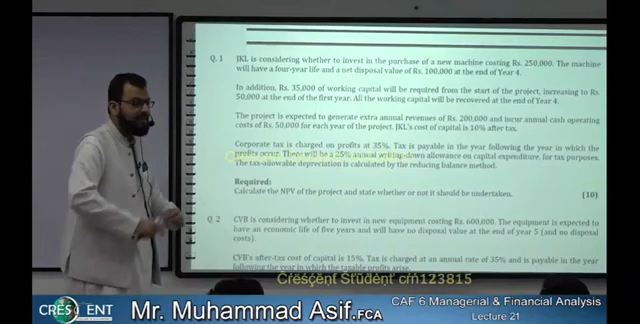 Q. 1 JKL is considering whether to invest in the purchase of a new machine costing Rs. 250,000. The machine
will have a four-year life and a net disposal value of Rs. 100,000 at the end of Year 4.
In addition, Rs. 35,000 of working capital will be required from the start of the project, increasing to Rs.
50,000 at the end of the first year. All the working capital will be recovered at the end of Year 4.
The project is expected to generate extra annual revenues of Rs. 200,000 and incur annual cash operating
costs of Rs. 50,000 for each year of the project. JKL's cost of capital is 10% after tax.
Corporate tax is charged on profits at 35%. Tax is payable in the year following the year in which the
profits occur. There will be a 25% annual writing-down allowance on capital expenditure, for tax purposes.
The tax-allowable depreciation is calculated by the reducing balance method.
Required:
Calculate the NPV of the project and state whether or not it should be undertaken. (10)
Q. 2 CVB is considering whether to invest in new equipment costing Rs. 600,000. The equipment is expected to
have an economic life of five years and will have no disposal value at the end of year 5 (and no disposal
costs).
CVB's after-tax cost of capital is 15%. Tax is charged at an annual rate of 35% and is payable in the year
following the year in which the taxable profits arise.
Crescent Student cm123815
CRESCENT
Mr. Muhammad Asif.FCA
CAF 6 Managerial & Financial Analysis
Lecture 21